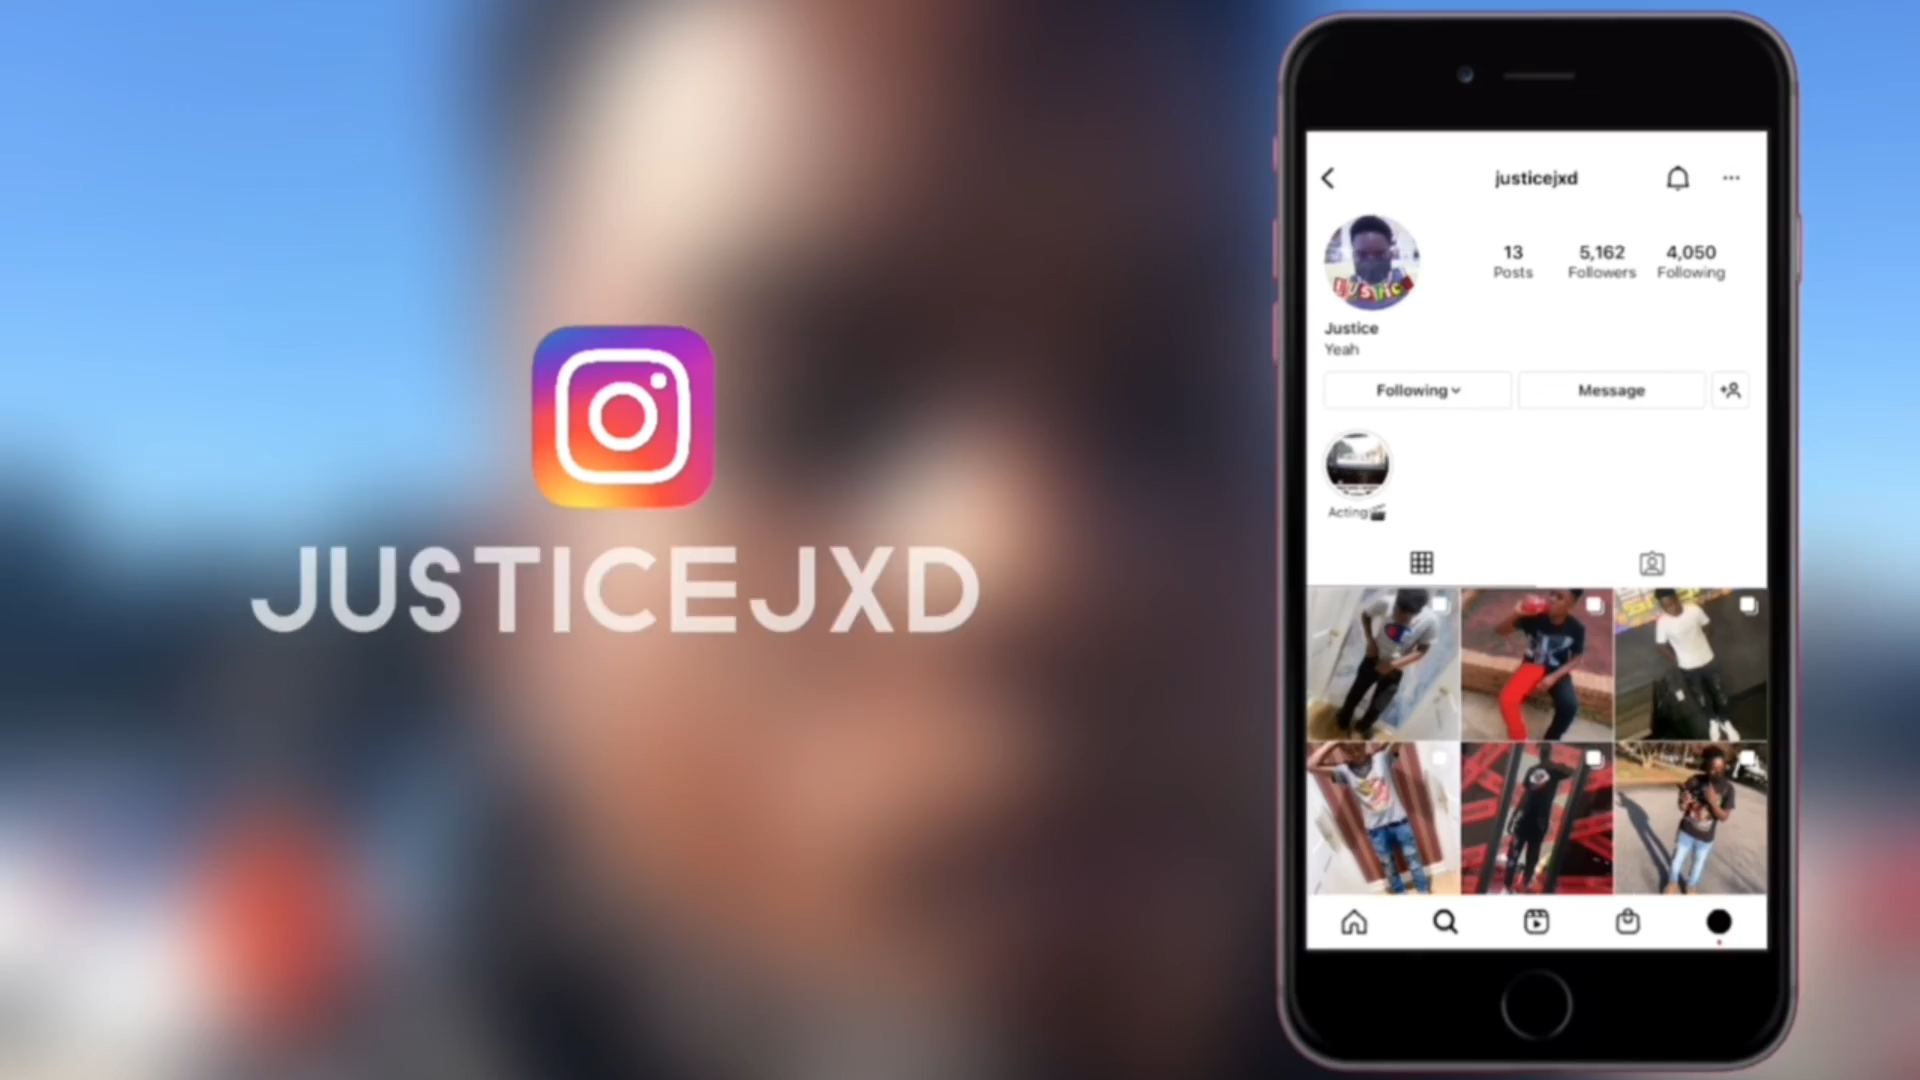 JUSTICEJXD
justicejxd
13 5,162 4,050
Posts Followers Following
Justice
Yeah
Following Message
Acting